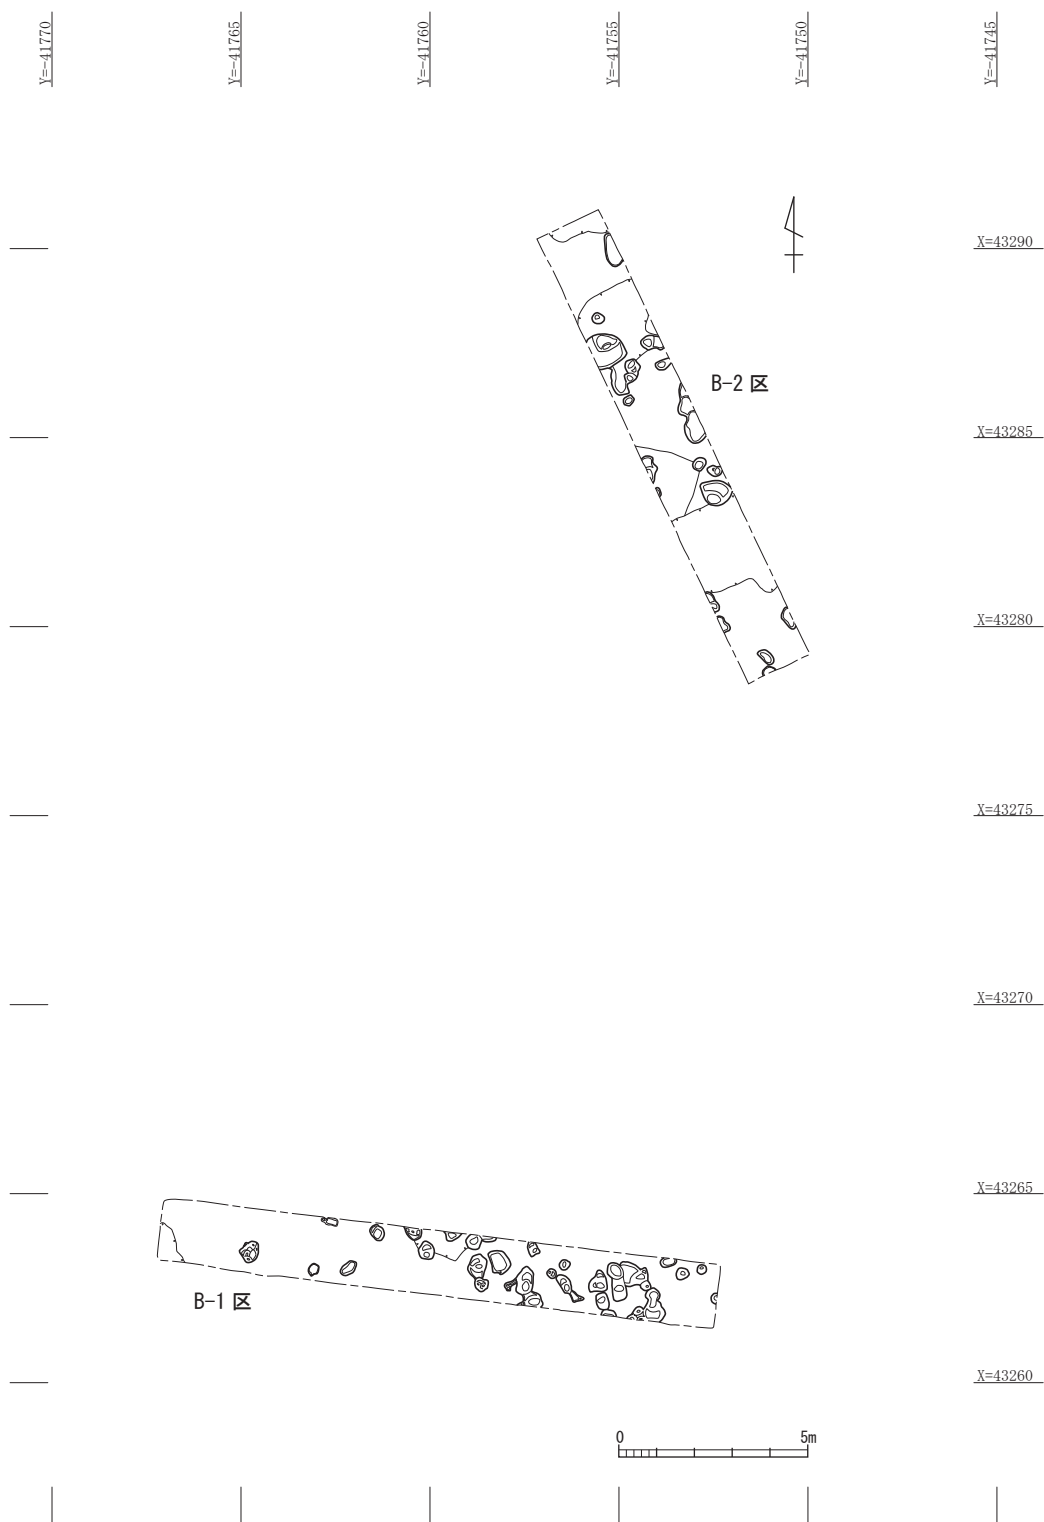 Y=-41770
Y=-41765
Y=-41760
Y=-41755
Y=-41750
Y=-41745
X=43290
B-2 区
X=43285
X=43280
X=43275
X=43270
X=43265
B-1 区
X=43260
0 5m